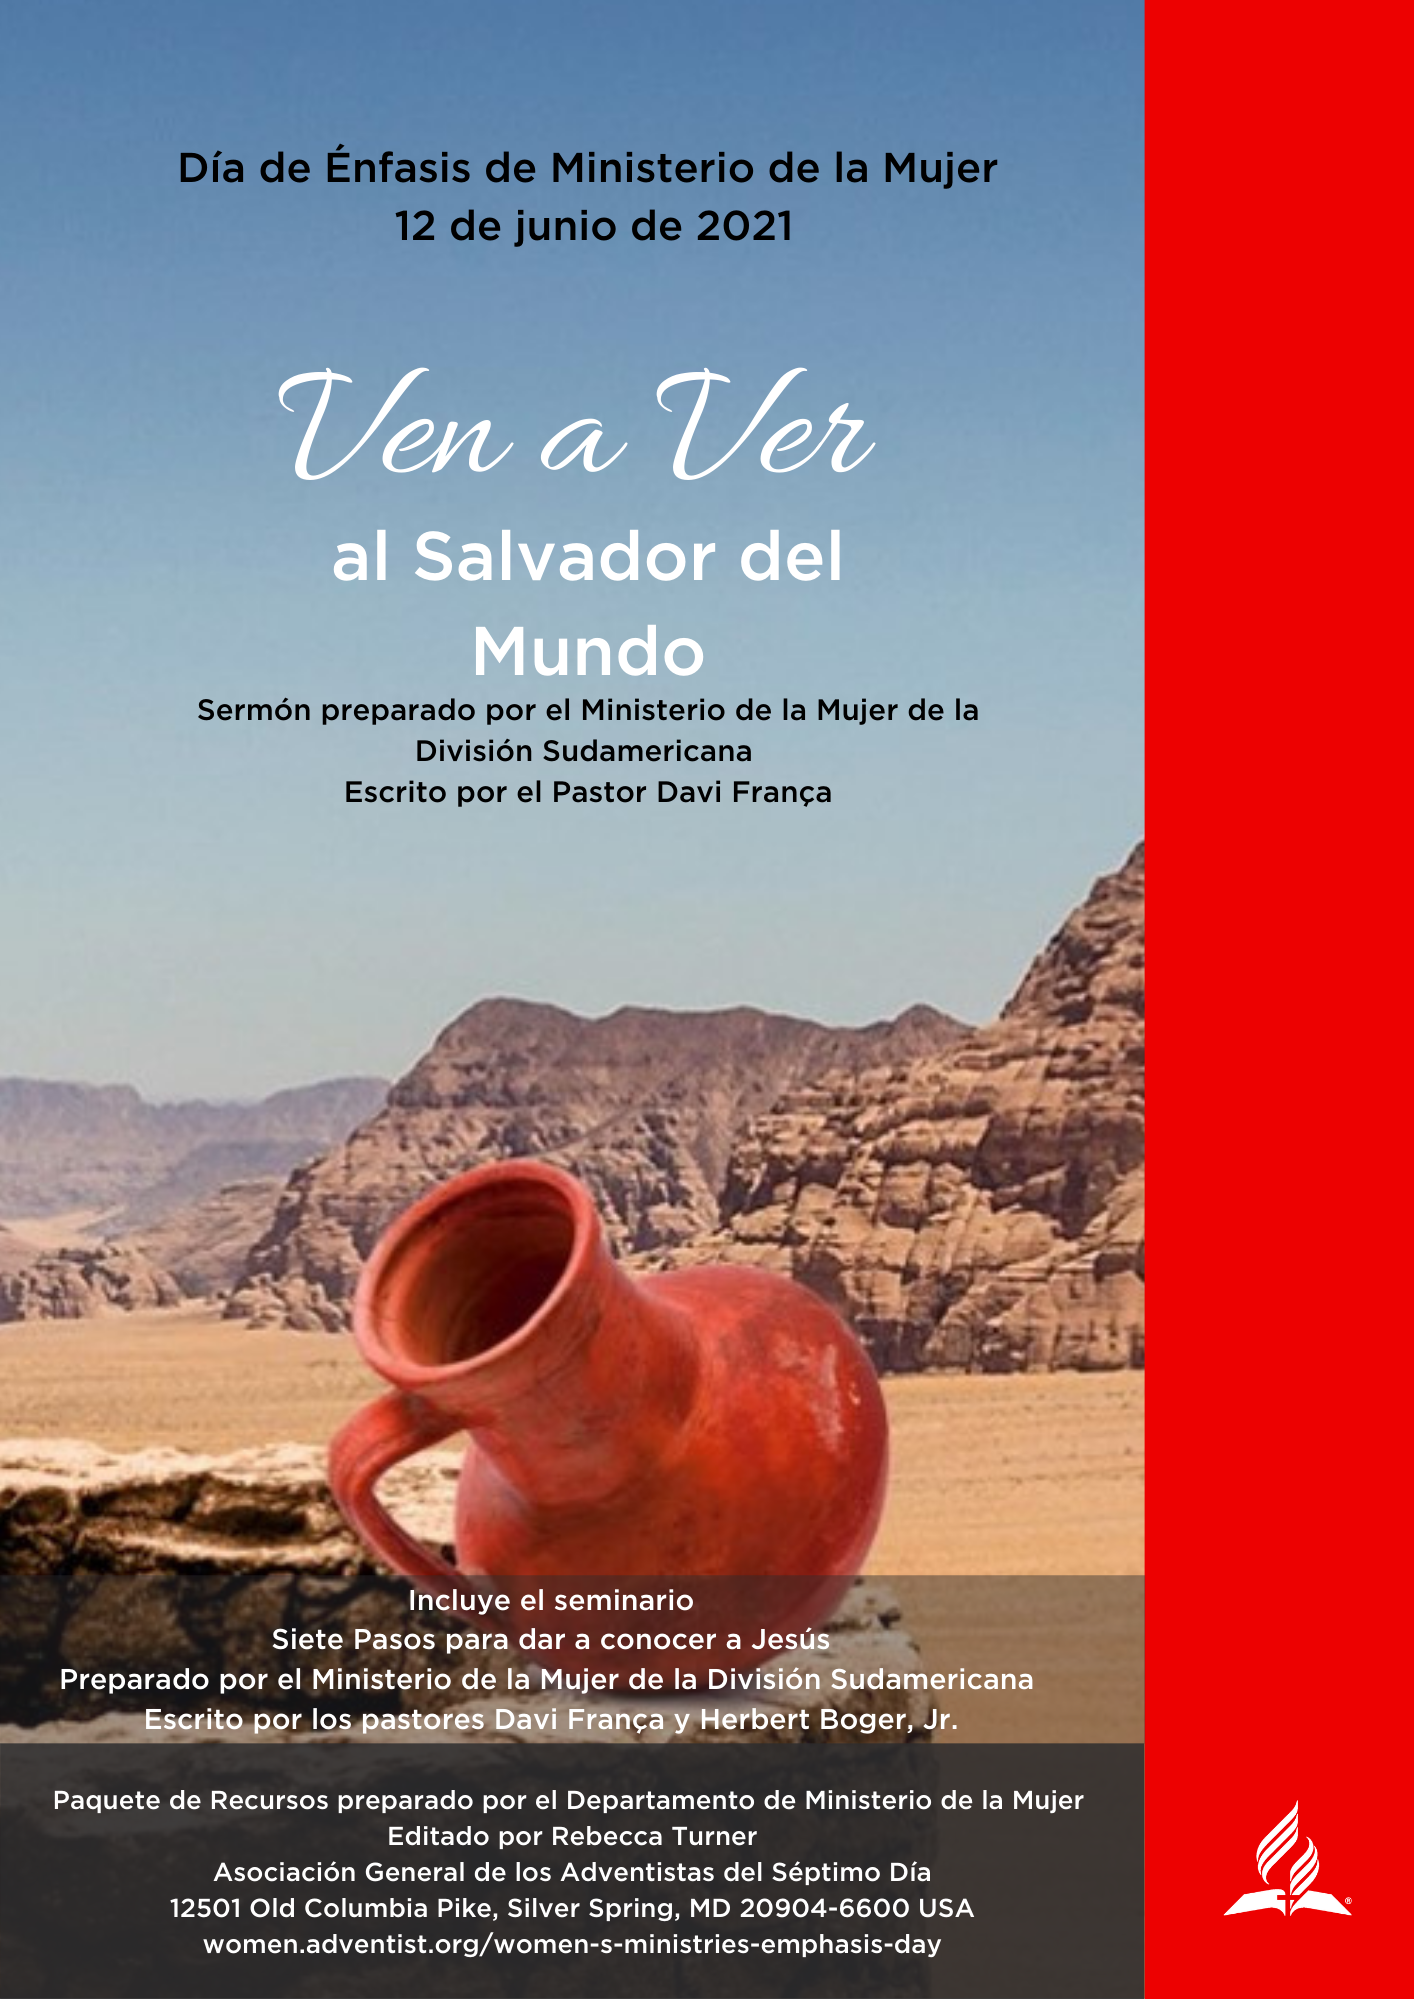 Día de Énfasis de Ministerio de la Mujer
12 de junio de 2021
Ven a Ver
al Salvador del
Mundo
Sermón preparado por el Ministerio de la Mujer de la
División Sudamericana
Escrito por el Pastor Davi França
Incluye el seminario
Siete Pasos para dar a conocer a Jesús
Preparado por el Ministerio de la Mujer de la División Sudamericana
Escrito por los pastores Davi França y Herbert Boger, Jr.
Paquete de Recursos preparado por el Departamento de Ministerio de la Mujer
Editado por Rebecca Turner
Asociación General de los Adventistas del Séptimo Día
12501 Old Columbia Pike, Silver Spring, MD 20904-6600 USA
women.adventist.org/women-s-ministries-emphasis-day
®